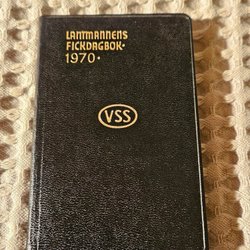 LANTMANNENS
FICKDAGBOK·
1970·
VSS